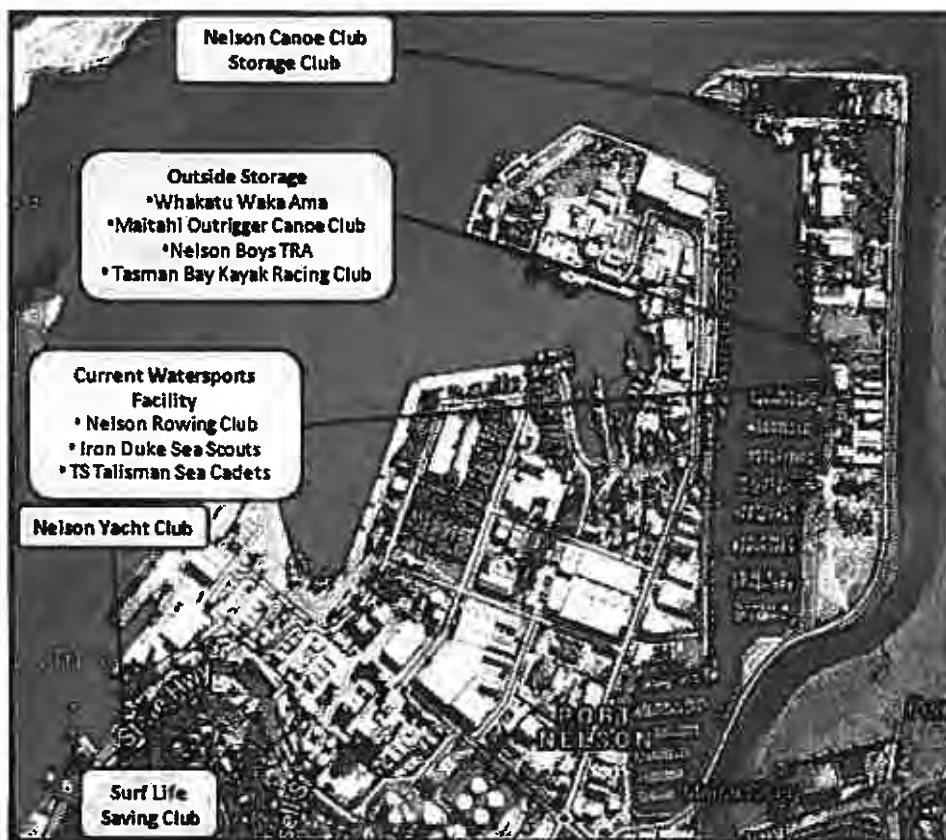 Nelson Canoe Club
Storage Club
Outside Storage
•Whakatu Waka Ama
•Maitahi Outrigger Canoe Club
•Nelson Boys TRA
• Tasman Bay Kayak Racing Club
Current Watersports
Facility
• Nelson Rowing Club
• Iron Duke Sea Scouts
• TS Talisman Sea Cadets
Nelson Yacht Club
PORT
NELSON
Surf Life
Saving Club